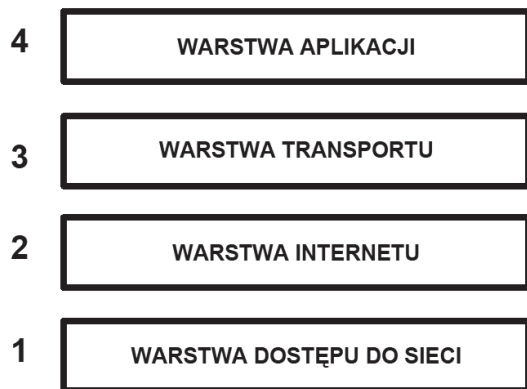 4 WARSTWA APLIKACJI
3 WARSTWA TRANSPORTU
2 WARSTWA INTERNETU
1 WARSTWA DOSTĘPU DO SIECI